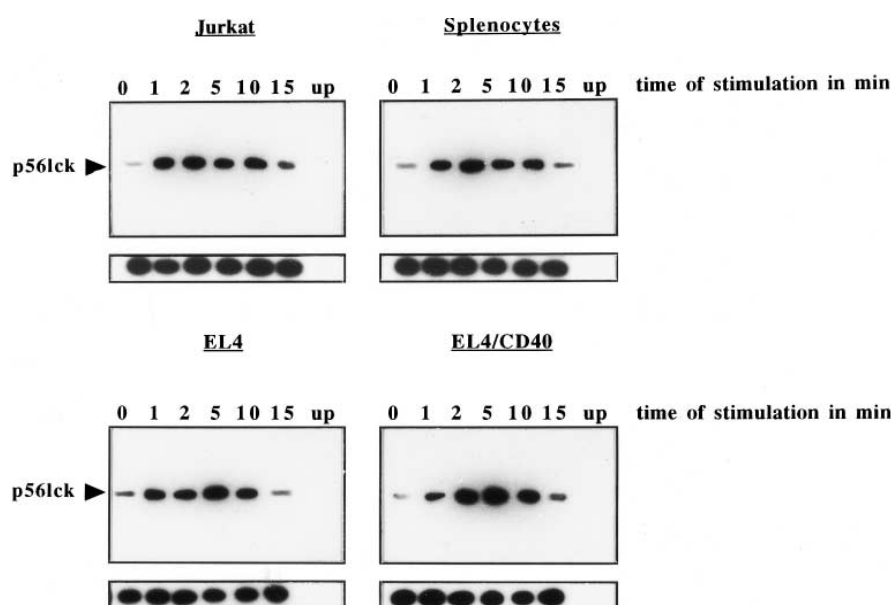 Jurkat Splenocytes
0 1 2 5 10 15 up 0 1 2 5 10 15 up time of stimulation in min
p56lck
EL4 EL4/CD40
0 1 2 5 10 15 up 0 1 2 5 10 15 up time of stimulation in min
p56lck